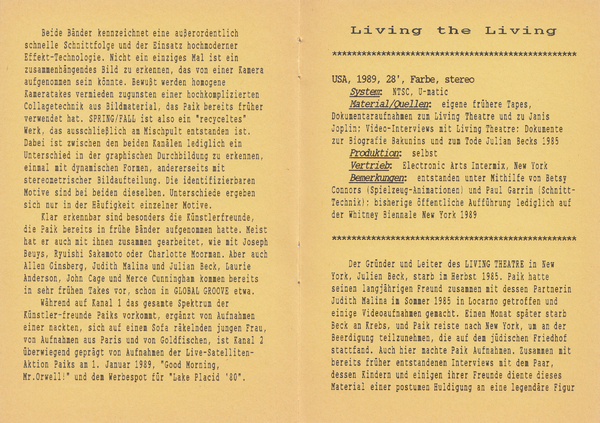 Beide Bänder kennzeichnet eine außerordentlich
schnelle Schnittfolge und der Einsatz hochmoderner
Effekt-Technologie. Nicht ein einziges Mal ist ein
zusammenhängendes Bild zu erkennen, das von einer Kamera
aufgenommen sein könnte. Bewußt werden homogene
Kameratakes vermieden zugunsten einer hochkomplizierten
Collagetechnik aus Bildmaterial, das Paik bereits früher
verwendet hat. SPRING/FALL ist also ein "recyceltes"
Werk, das ausschließlich am Mischpult entstanden ist.
Dabei ist zwischen den beiden Kanälen lediglich ein
Unterschied in der graphischen Durchbildung zu erkennen,
einmal mit dynamischen Formen, andererseits mit
stereometrischer Bildaufteilung. Die identifizierbaren
Motive sind bei beiden dieselben. Unterschiede ergeben
sich nur in der Häufigkeit einzelner Motive.
Klar erkennbar sind besonders die Künstlerfreunde,
die Paik bereits in frühe Bänder aufgenommen hatte. Meist
hat er auch mit ihnen zusammen gearbeitet, wie mit Joseph
Beuys, Ryuishi Sakamoto oder Charlotte Moorman. Aber auch
Allen Ginsberg, Judith Malina und Julian Beck, Laurie
Anderson, John Cage und Merce Cunningham kommen bereits
in sehr frühen Takes vor, schon in GLOBAL GROOVE etwa.
Während auf Kanal 1 das gesamte Spektrum der
Künstler-freunde Paiks vorkommt, ergänzt von Aufnahmen
einer nackten, sich auf einem Sofa räkelnden jungen Frau,
von Aufnahmen aus Paris und von Goldfischen, ist Kanal 2
überwiegend geprägt von Aufnahmen der Live-Satelliten-
Aktion Paiks am 1. Januar 1989, "Good Morning,
Mr.Orwell!" und dem Werbespot für "Lake Placid '80".
Living the Living
**************************************************
USA, 1989, 28', Farbe, stereo
System: NTSC, U-matic
Material/Quellen: eigene frühere Tapes,
Dokumentaraufnahmen zum Living Theatre und zu Janis
Joplin: Video-Interviews mit Living Theatre: Dokumente
zur Biografie Bakunins und zum Tode Julian Becks 1985
Produktion: selbst
Vertrieb: Electronic Arts Intermix, New York
Bemerkungen: entstanden unter Mithilfe von Betsy
Connors (Spielzeug-Animationen) und Paul Garrin (Schnitt-
Technik): bisherige öffentliche Aufführung lediglich auf
der Whitney Biennale New York 1989
**************************************************
Der Gründer und Leiter des LIVING THEATRE in New
York, Julian Beck, starb im Herbst 1985. Paik hatte
seinen langjährigen Freund zusammen mit dessen Partnerin
Judith Malina im Sommer 1985 in Locarno getroffen und
einige Videoaufnahmen gemacht. Einen Monat später starb
Beck an Krebs, und Paik reiste nach New York, um an der
Beerdigung teilzunehmen, die auf dem jüdischen Friedhof
stattfand. Auch hier machte Paik Aufnahmen. Zusammen mit
bereits früher entstandenen Interviews mit dem Paar,
dessen Kindern und einigen ihrer Freunde diente dieses
Material einer postumen Huldigung an eine legendäre Figur